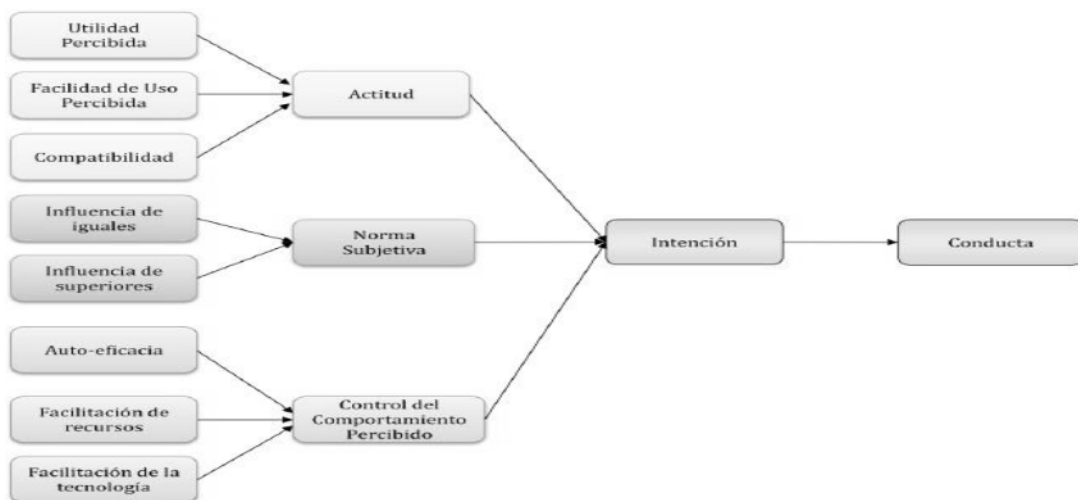 Utilidad
Percibida
Facilidad de Uso
Percibida
Compatibilidad
Actitud
Influencia de
iguales
Influencia de
superiores
Norma
Subjetiva
Intención
Conducta
Auto-eficacia
Facilitación de
recursos
Facilitación de la
tecnología
Control del
Comportamiento
Percibido